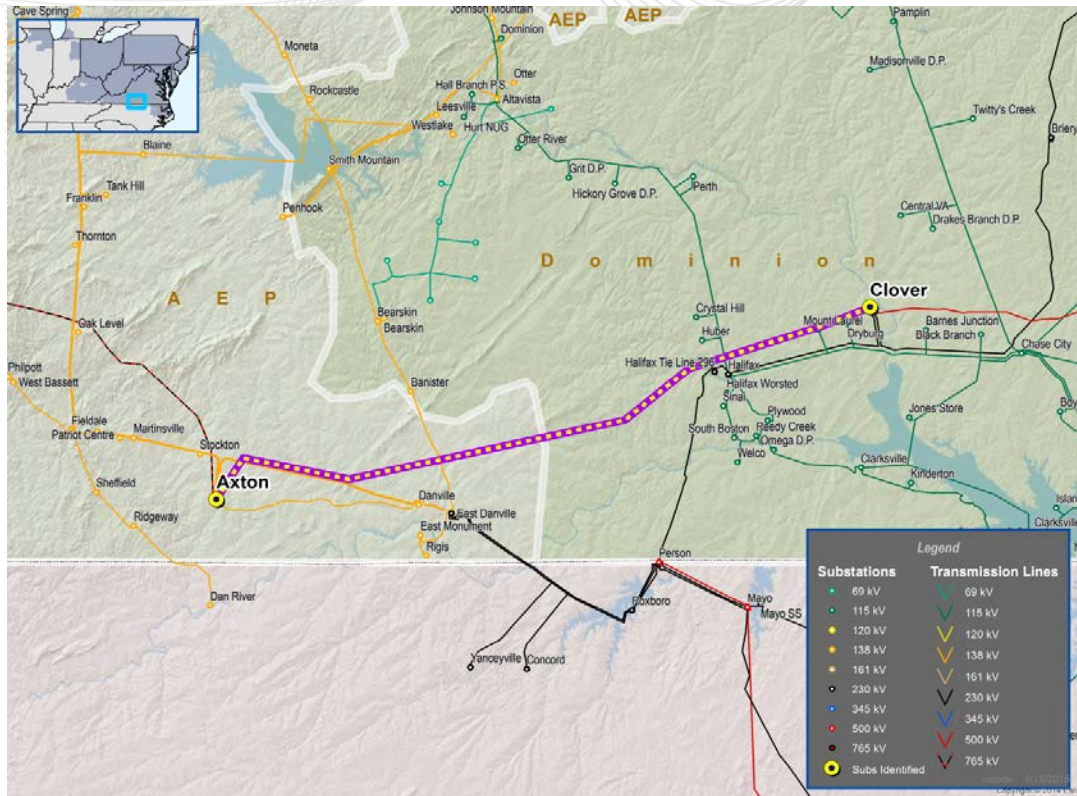 Cave Spring
Johnson Mountain
AEP
AEP
Pamplin
Dominion
Moneta
Madisonville D.P.
Otter
Hall Branch P.S.
Rockcastle
Altavista
Leesville
Hurt NUG
Westlake
Twitty's Creek
Briery
Otter River
Blaine
Smith Mountain
Grit D.P.
Perth
Hickory Grove D.P.
Tank Hill
Franklin
Penhook
Central VA
Drakes Branch D.P.
Thornton
Dominion
AEP
Clover
Crystal Hill
Bearskin
Bearskin
Mount Laurel
Barnes Junction
Oak Level
Huber
Dryburg
Black Branch
Chase City
Philpott
Halifax Tie Line 296
Halifax
West Bassett
Banister
Halifax Worsted
Sinai
Plywood
Jones Store
Fieldale
Patriot Centre
Martinsville
South Boston
Reedy Creek
Omega D.P.
Stockton
Welco
Clarksville
Kinderton
Axton
Sheffield
Danville
East Danville
Ridgeway
East Monument
Rigis
Person
Dan River
Roxboro
Mayo
Mayo SS
Yanceyville
Concord
Legend
Substations
Transmission Lines
69 kV
69 kV
115 kV
115 kV
120 kV
120 kV
138 kV
138 kV
161 kV
161 kV
230 kV
230 kV
345 kV
345 kV
500 kV
500 kV
765 kV
765 kV
Subs Identified